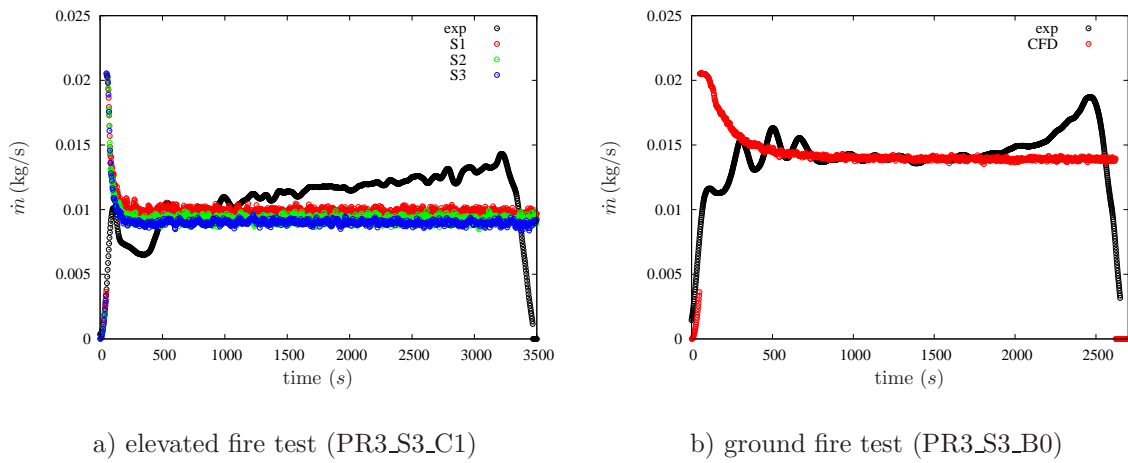 0.025
0.02
0.015
0.01
0.005
0
ṁ (kg/s)
exp
S1
S2
S3
0 500 1000 1500 2000 2500 3000 3500
time (s)
0.025
0.02
0.015
0.01
0.005
0
ṁ (kg/s)
exp
CFD
0 500 1000 1500 2000 2500
time (s)
a) elevated fire test (PR3_S3_C1)
b) ground fire test (PR3_S3_B0)